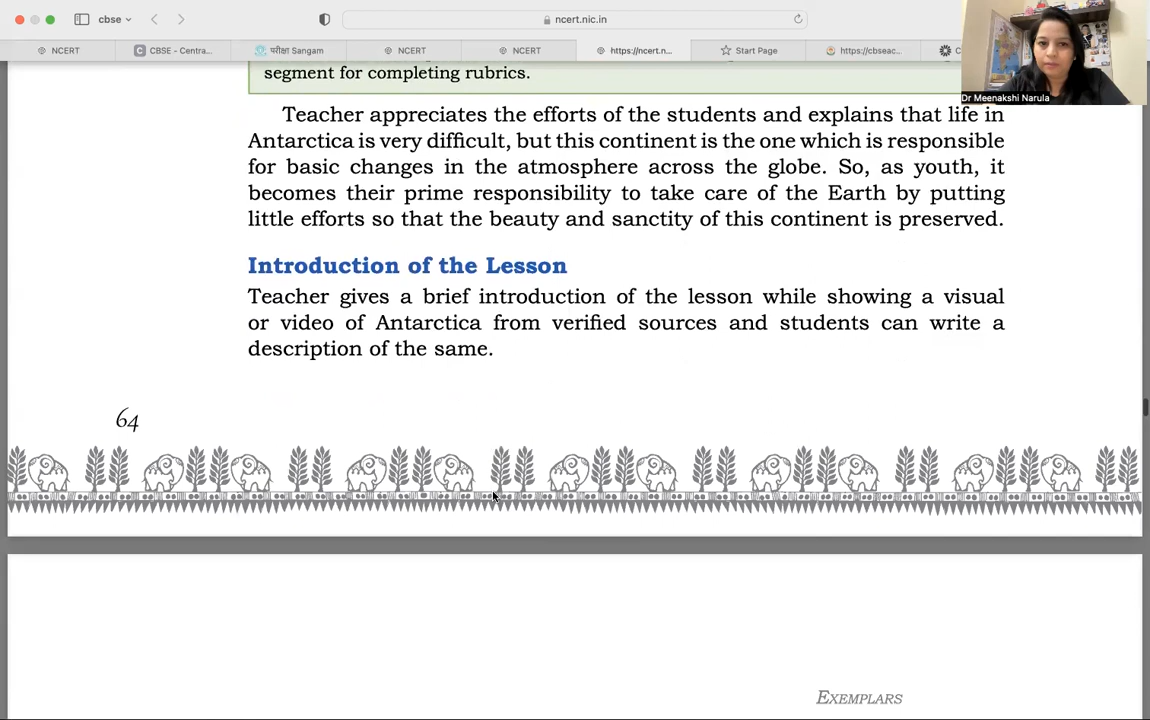 cbse
ncert.nic.in
NCERT
CBSE - Centra...
परीक्षा Sangam
NCERT
NCERT
https://ncert.n...
Start Page
https://cbseac...
C
Dr Meenakshi Narula
segment for completing rubrics.
Teacher appreciates the efforts of the students and explains that life in
Antarctica is very difficult, but this continent is the one which is responsible
for basic changes in the atmosphere across the globe. So, as youth, it
becomes their prime responsibility to take care of the Earth by putting
little efforts so that the beauty and sanctity of this continent is preserved.
Introduction of the Lesson
Teacher gives a brief introduction of the lesson while showing a visual
or video of Antarctica from verified sources and students can write a
description of the same.
64
EXEMPLARS